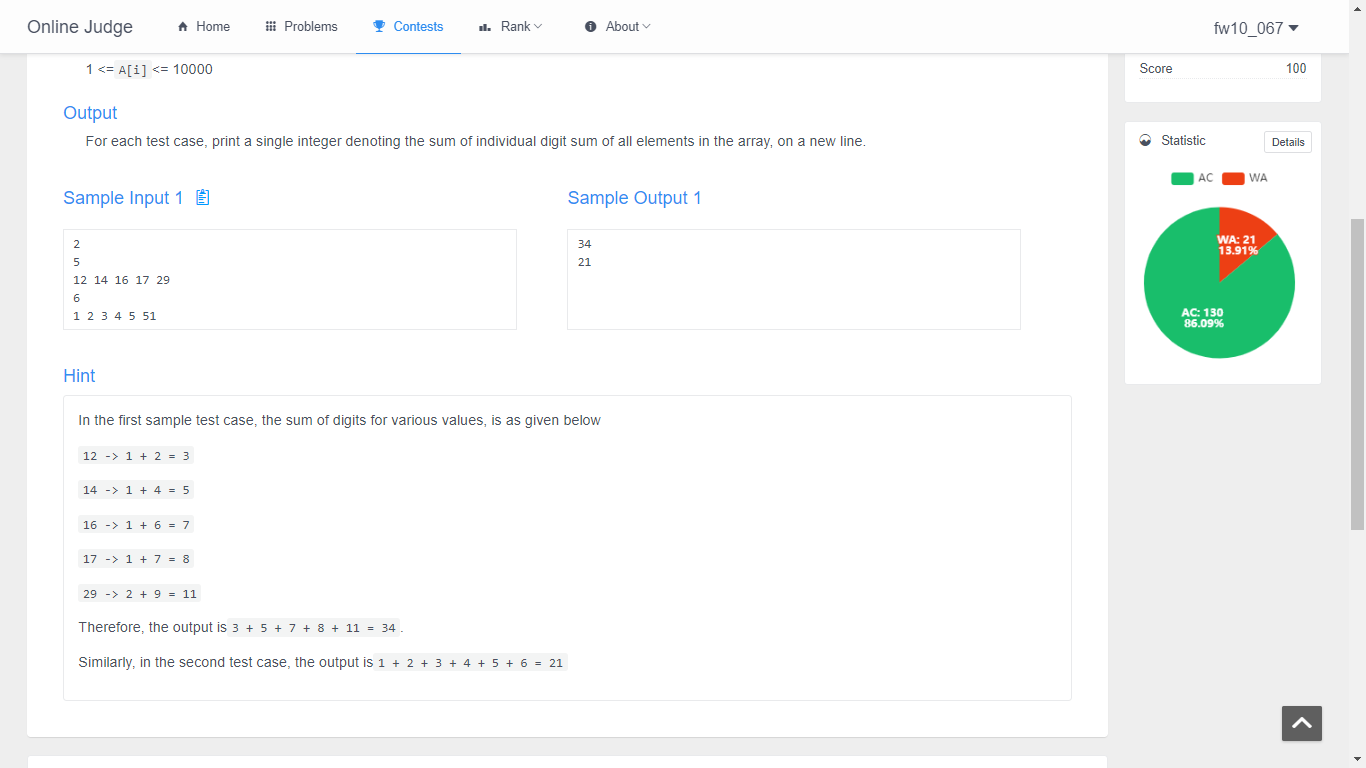 Online Judge
Home
Problems
Contests
Rank
About
fw10_067
1 <= A[i] <= 10000
Output
For each test case, print a single integer denoting the sum of individual digit sum of all elements in the array, on a new line.
Sample Input 1
Sample Output 1
2
5
12 14 16 17 29
6
1 2 3 4 5 51
34
21
Hint
In the first sample test case, the sum of digits for various values, is as given below
12 -> 1 + 2 = 3
14 -> 1 + 4 = 5
16 -> 1 + 6 = 7
17 -> 1 + 7 = 8
29 -> 2 + 9 = 11
Therefore, the output is 3 + 5 + 7 + 8 + 11 = 34 .
Similarly, in the second test case, the output is 1 + 2 + 3 + 4 + 5 + 6 = 21
Score 100
Statistic
Details
AC WA
WA: 21
13.91%
AC: 130
86.09%